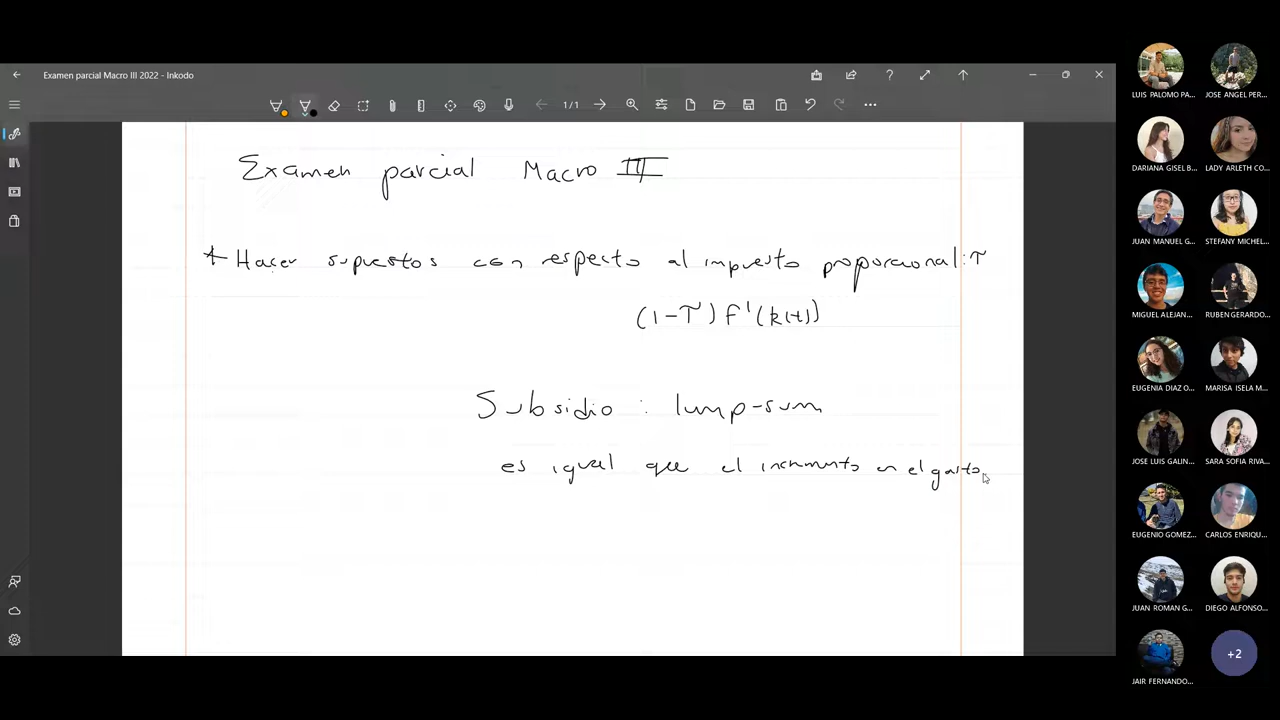 Examen parcial Macro III 2022 - Inkodo
1/1
Examen parcial Macro III
* Hacer supuestos con respecto al impuesto proporcional: τ
(1-τ) f'(k(t))
Subsidio : lump-sum
es igual que el incremento en el gasto
LUIS PALOMO PA...
JOSE ANGEL PER...
DARIANA GISEL B...
LADY ARLETH CO...
JUAN MANUEL G...
STEFANY MICHEL...
MIGUEL ALEJAN...
RUBEN GERARDO...
EUGENIA DIAZ O...
MARISA ISELA M...
JOSE LUIS GALIN...
SARA SOFIA RIVA...
EUGENIO GOMEZ...
CARLOS ENRIQU...
JUAN ROMAN G...
DIEGO ALFONSO...
JAIR FERNANDO...
+2